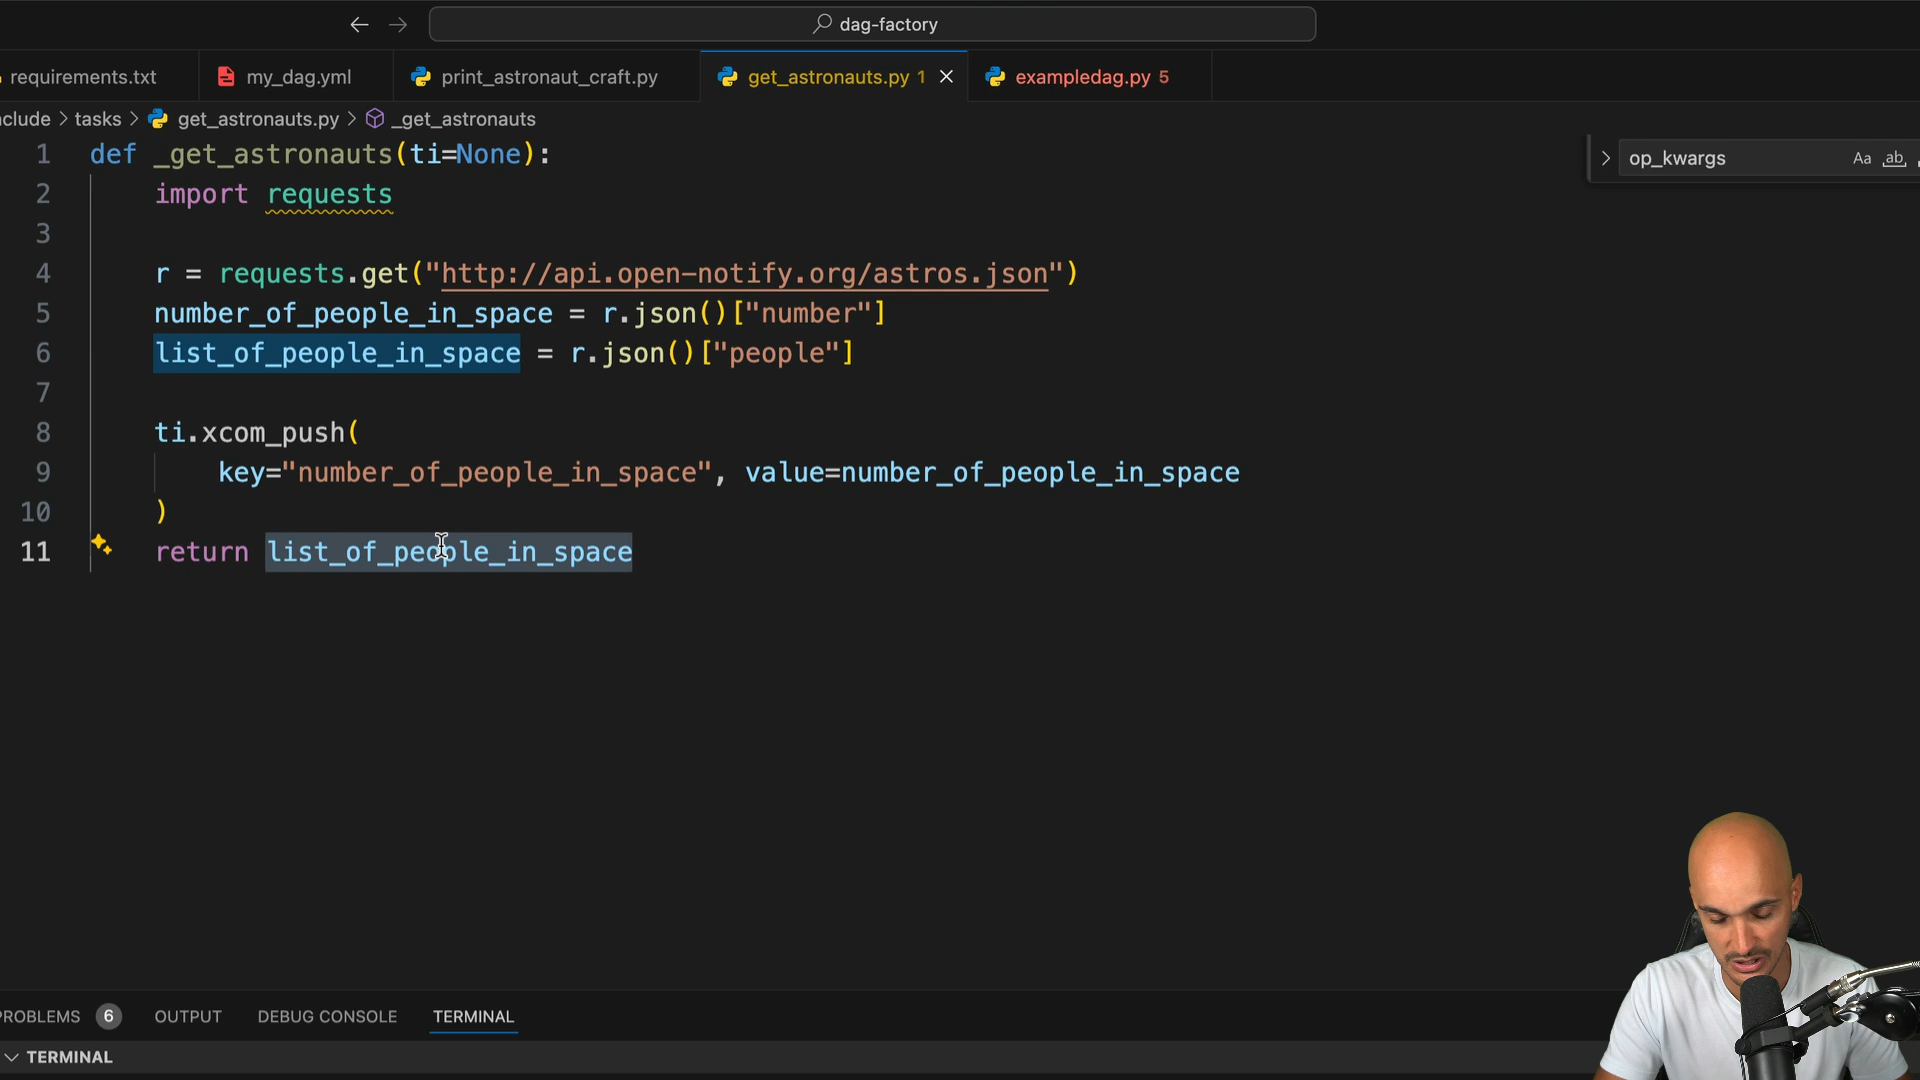 dag-factory
requirements.txt
my_dag.yml
print_astronaut_craft.py
get_astronauts.py 1
exampledag.py 5
nclude > tasks > get_astronauts.py > _get_astronauts
op_kwargs Aa ab
1 def _get_astronauts(ti=None):
2 import requests
3
4 r = requests.get("http://api.open-notify.org/astros.json")
5 number_of_people_in_space = r.json()["number"]
6 list_of_people_in_space = r.json()["people"]
7
8 ti.xcom_push(
9 key="number_of_people_in_space", value=number_of_people_in_space
10 )
11 return list_of_people_in_space
PROBLEMS 6 OUTPUT DEBUG CONSOLE TERMINAL
TERMINAL